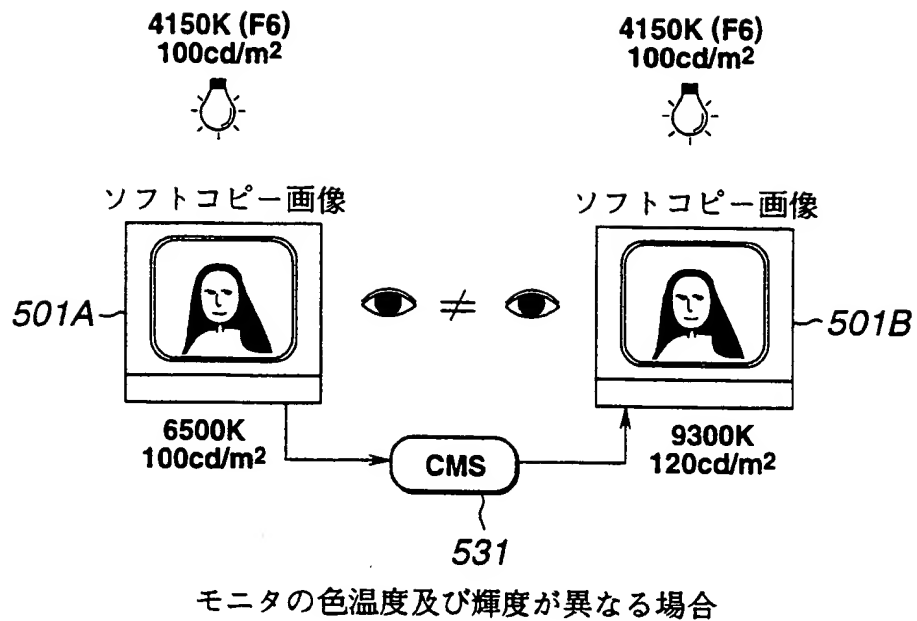 4150K (F6)
100cd/m2
4150K (F6)
100cd/m2
ソフトコピー画像
ソフトコピー画像
501A
≠
501B
6500K
100cd/m2
CMS
9300K
120cd/m2
531
モニタの色温度及び輝度が異なる場合